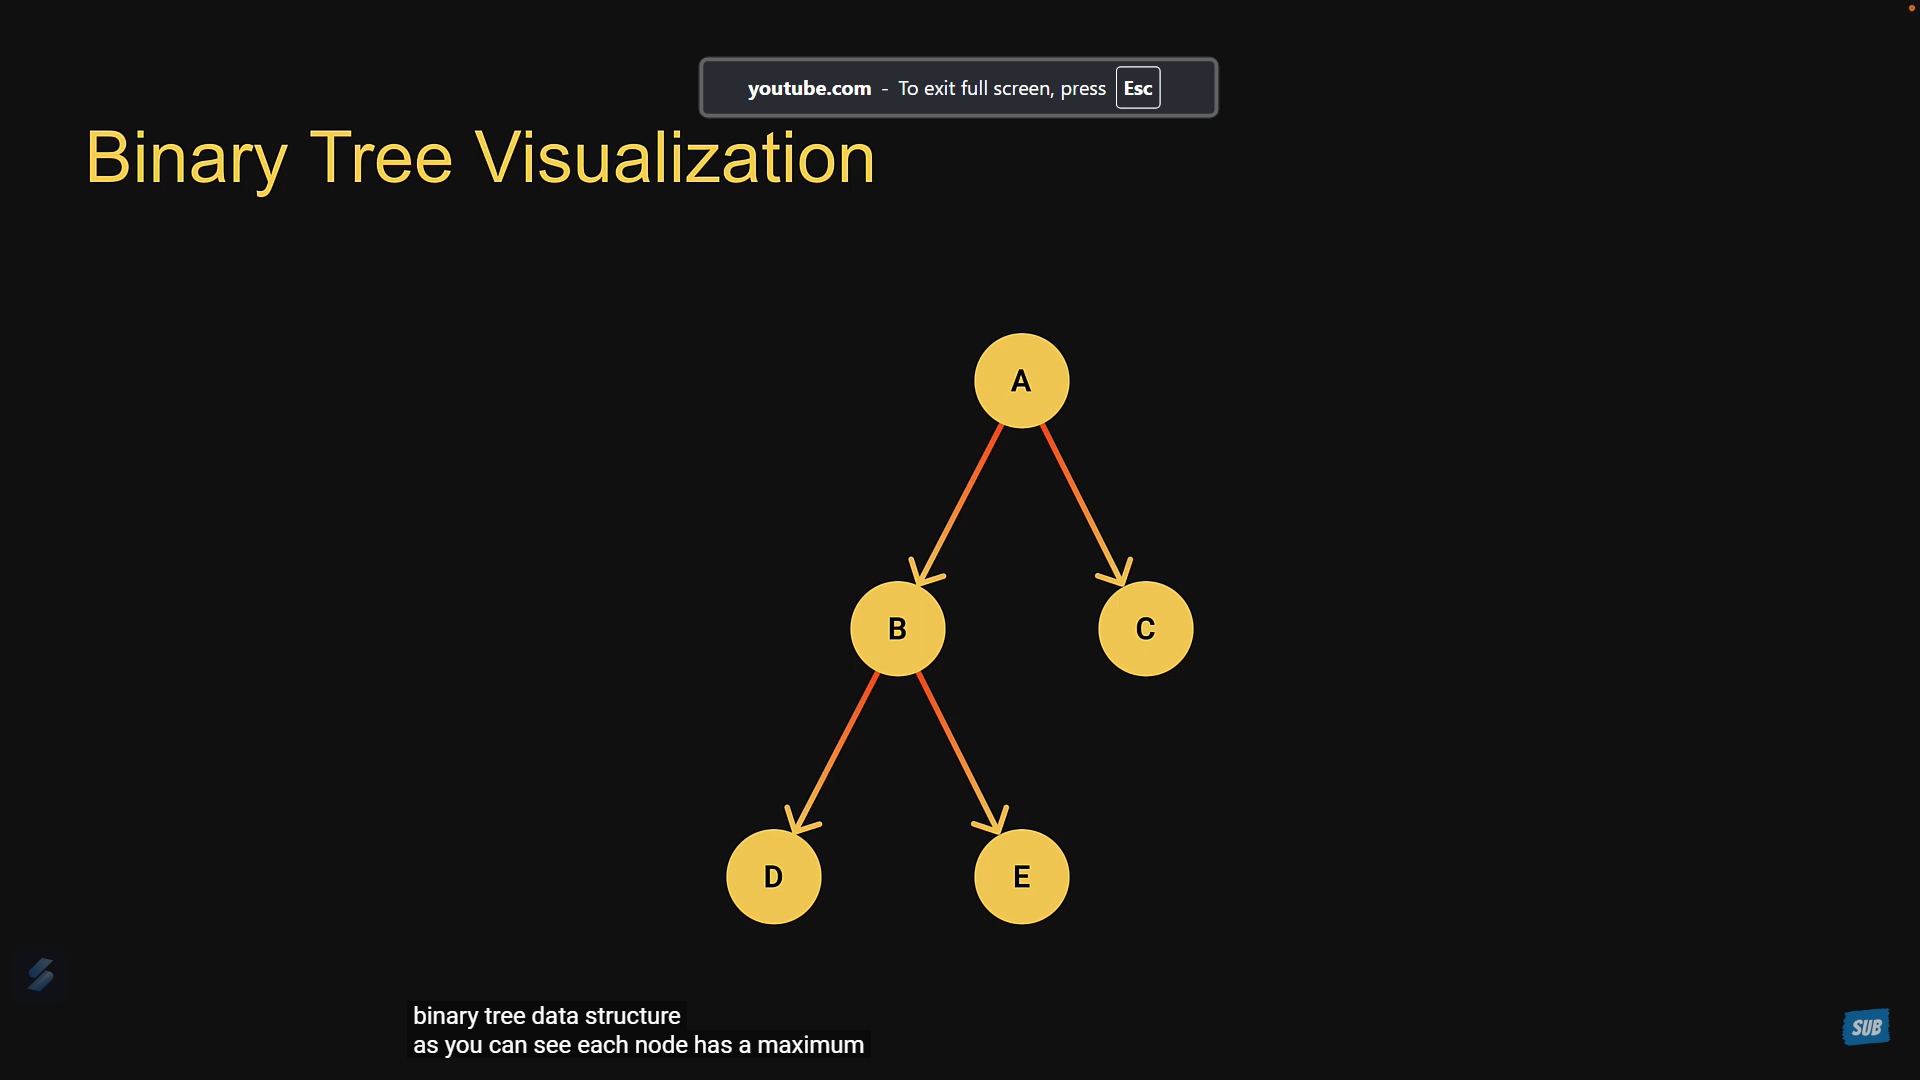 youtube.com - To exit full screen, press Esc
Binary Tree Visualization
A
B
C
D
E
binary tree data structure
as you can see each node has a maximum
SUB